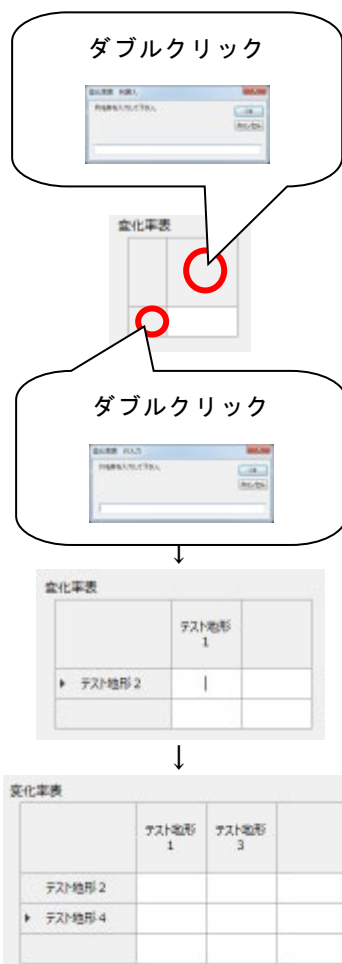 ダブルクリック
変化率表
ダブルクリック
↓
変化率表
テスト地形
1
テスト地形 2
↓
変化率表
テスト地形
1
テスト地形
3
テスト地形 2
テスト地形 4